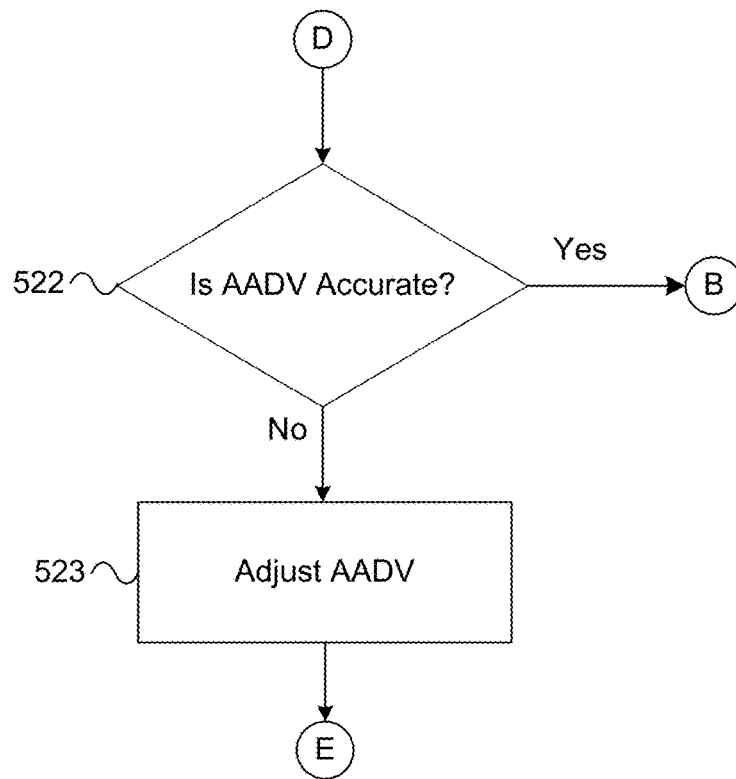 D
Yes
522
Is AADV Accurate?
B
No
523
Adjust AADV
E